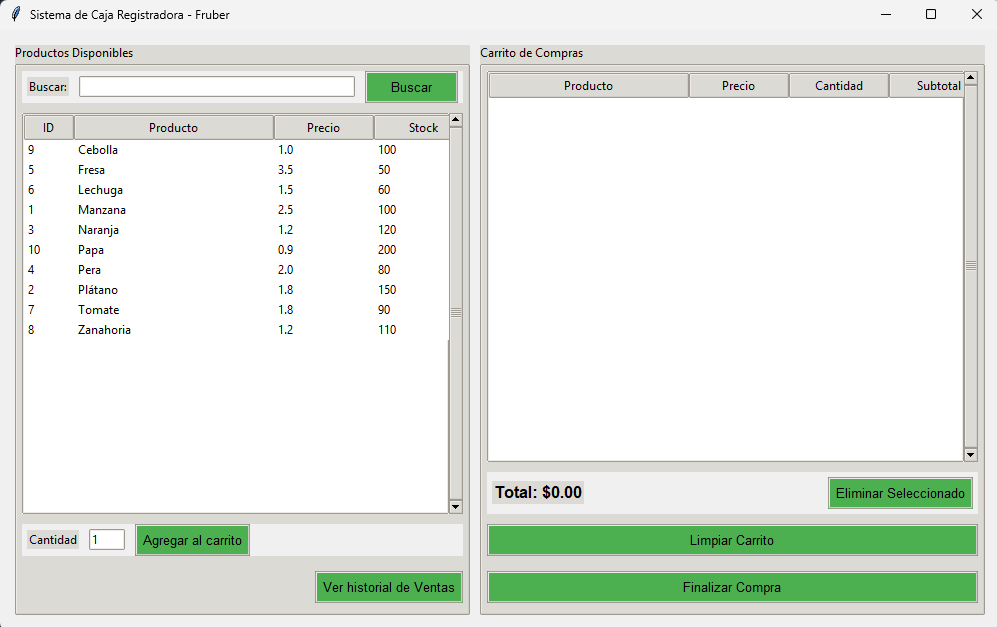 Sistema de Caja Registradora - Fruber
Productos Disponibles
Buscar:
Buscar
ID Producto Precio Stock
9 Cebolla 1.0 100
5 Fresa 3.5 50
6 Lechuga 1.5 60
1 Manzana 2.5 100
3 Naranja 1.2 120
10 Papa 0.9 200
4 Pera 2.0 80
2 Plátano 1.8 150
7 Tomate 1.8 90
8 Zanahoria 1.2 110
Cantidad 1 Agregar al carrito
Ver historial de Ventas
Carrito de Compras
Producto Precio Cantidad Subtotal
Total: $0.00
Eliminar Seleccionado
Limpiar Carrito
Finalizar Compra